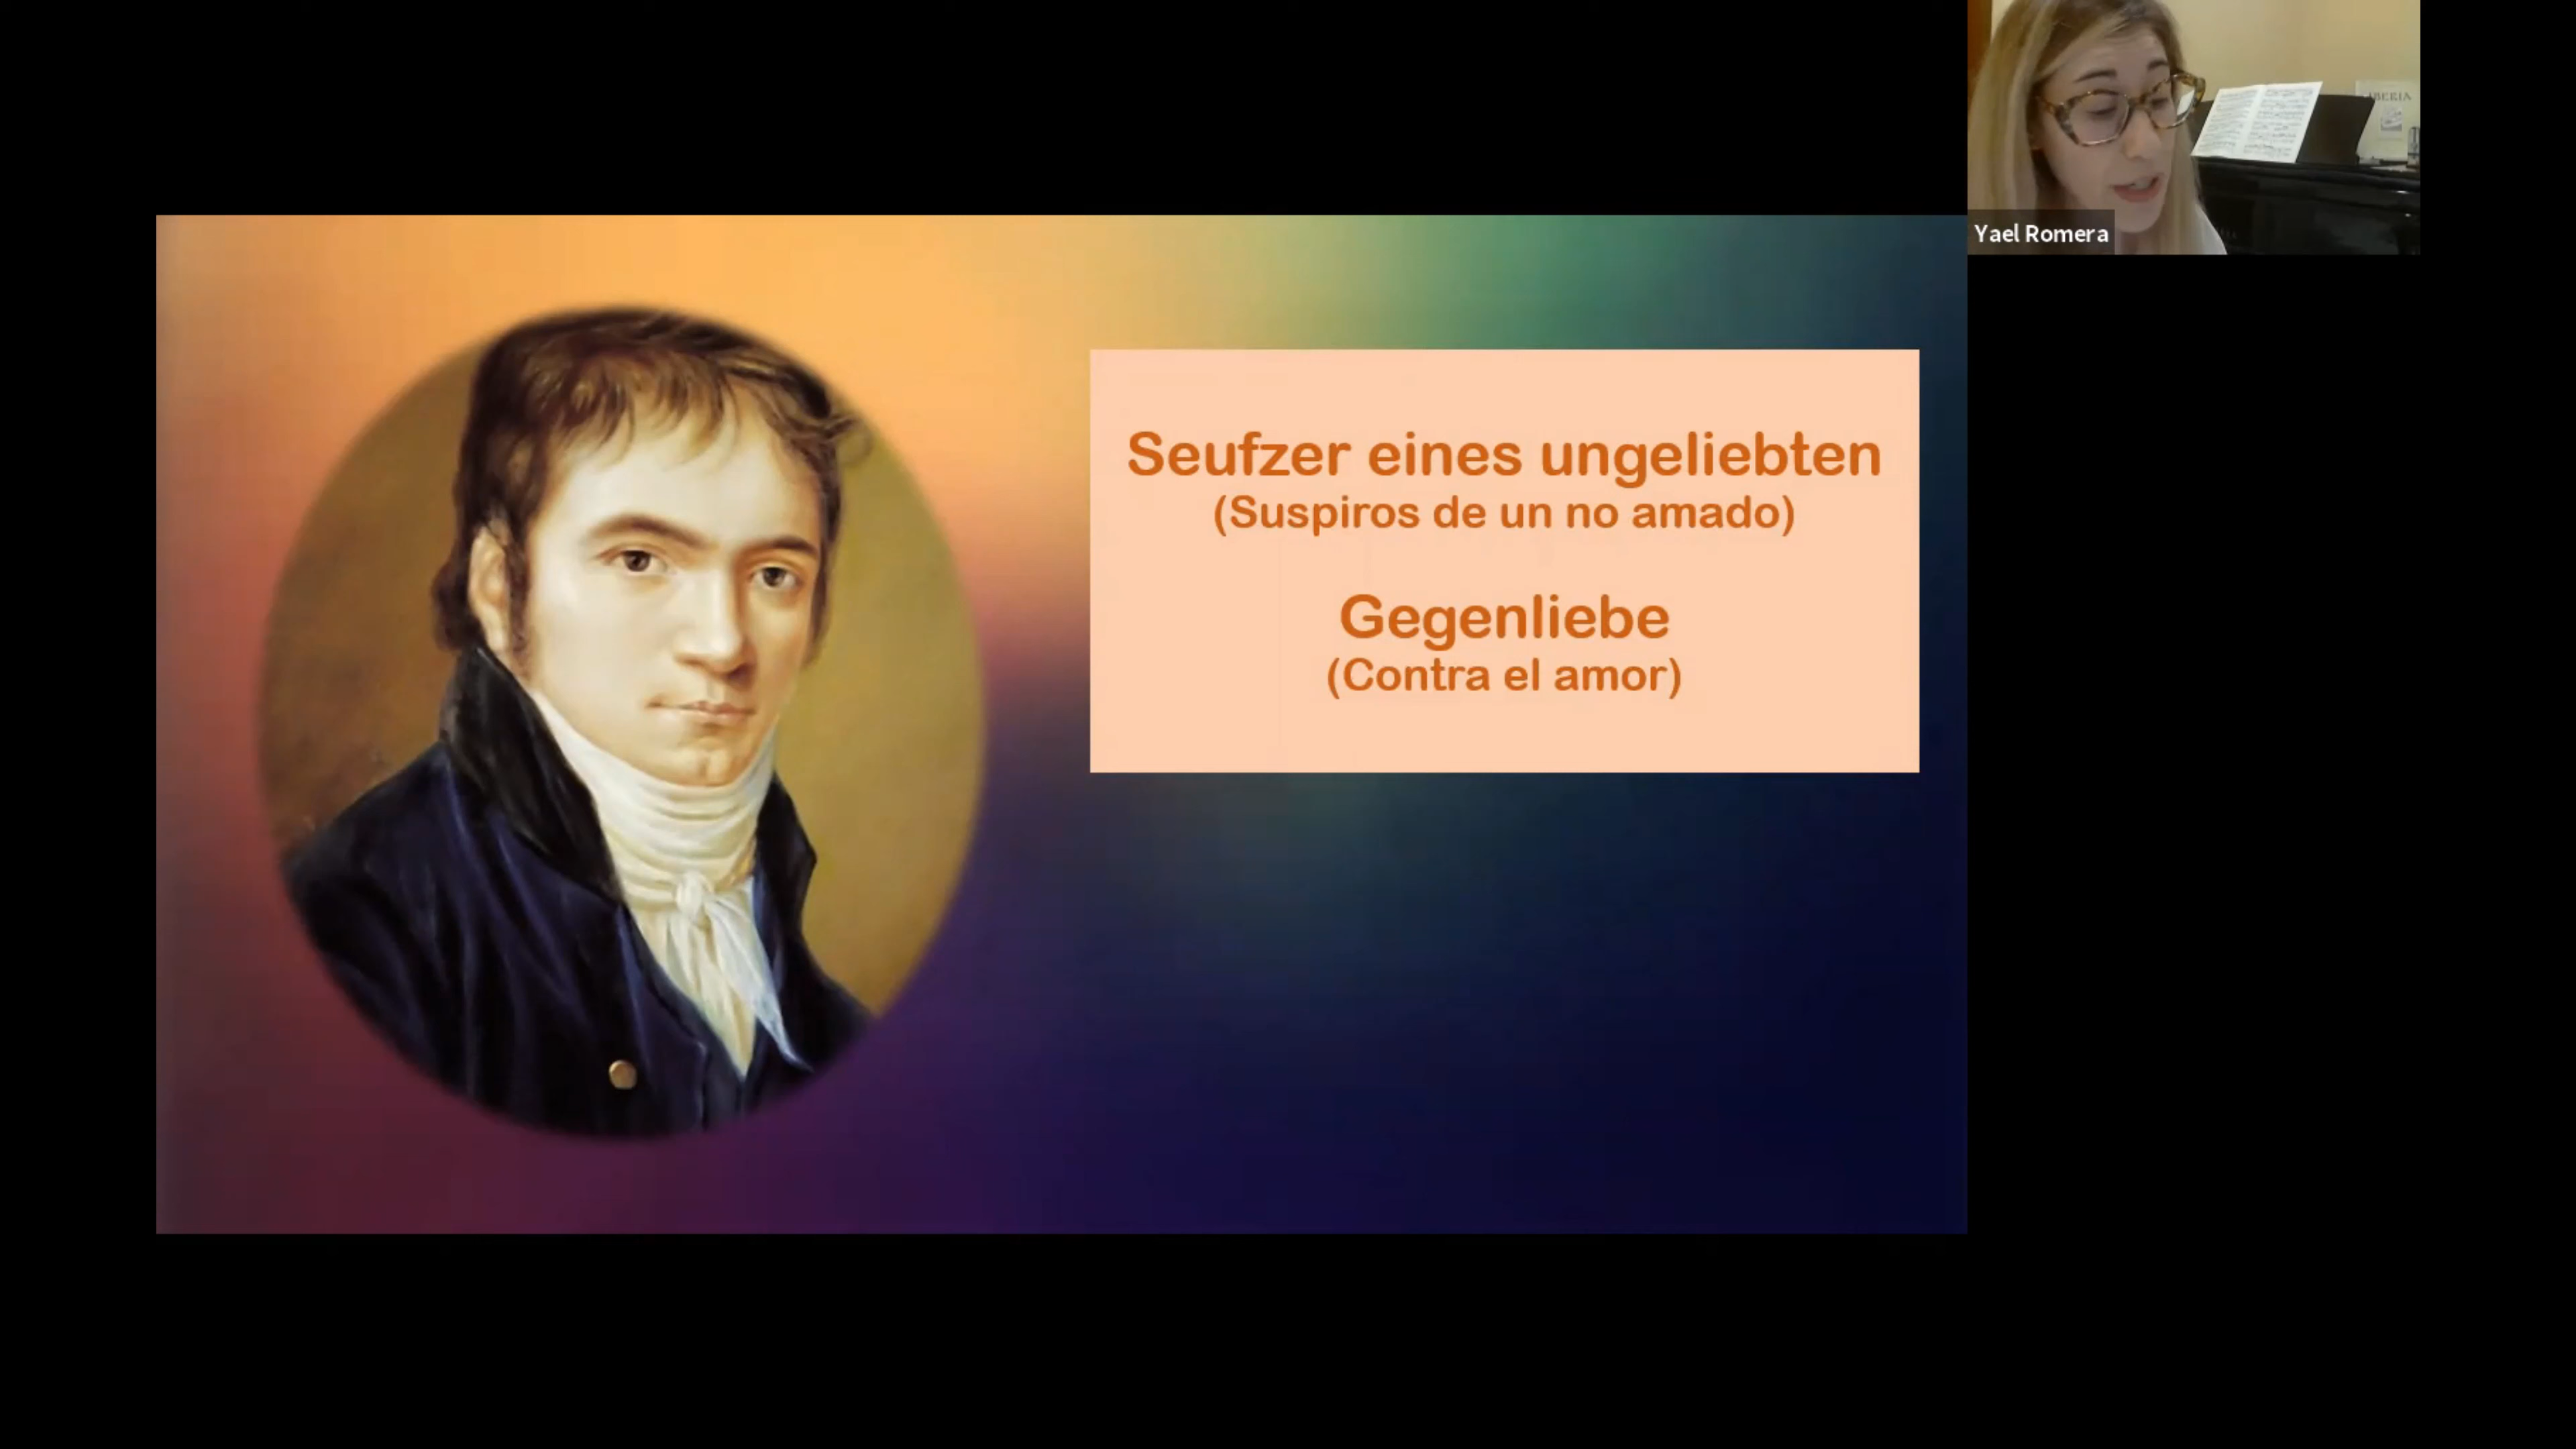 Seufzer eines ungeliebten
(Suspiros de un no amado)
Gegenliebe
(Contra el amor)
Yael Romera